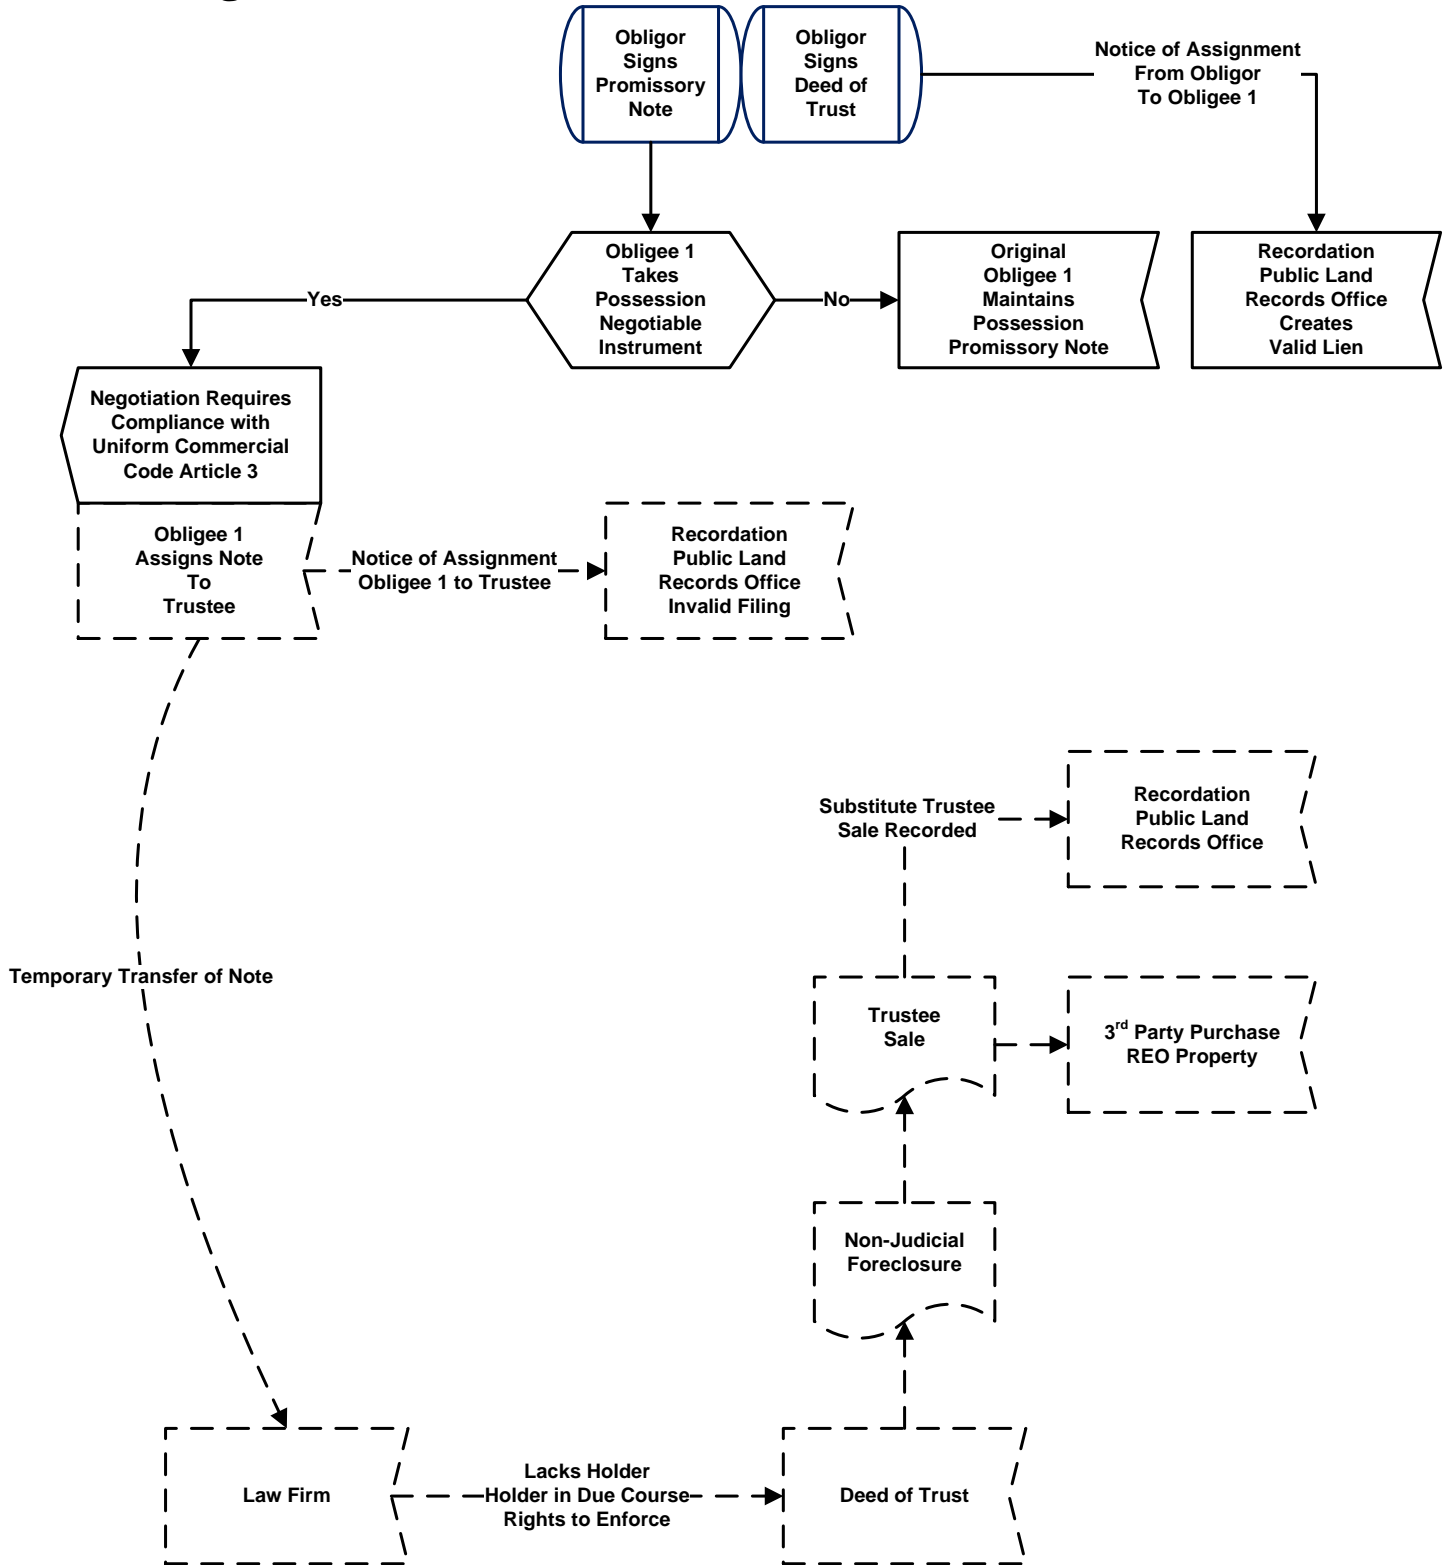 Obligor
Signs
Promissory
Note
Obligor
Signs
Deed of
Trust
Notice of Assignment
From Obligor
To Obligee 1
Obligee 1
Takes
Possession
Negotiable
Instrument
Original
Obligee 1
Maintains
Possession
Promissory Note
Recordation
Public Land
Records Office
Creates
Valid Lien
Yes
No
Negotiation Requires
Compliance with
Uniform Commercial
Code Article 3
Obligee 1
Assigns Note
To
Trustee
Notice of Assignment
Obligee 1 to Trustee
Recordation
Public Land
Records Office
Invalid Filing
Substitute Trustee
Sale Recorded
Recordation
Public Land
Records Office
Temporary Transfer of Note
Trustee
Sale
3rd Party Purchase
REO Property
Non-Judicial
Foreclosure
Law Firm
Lacks Holder
Holder in Due Course
Rights to Enforce
Deed of Trust